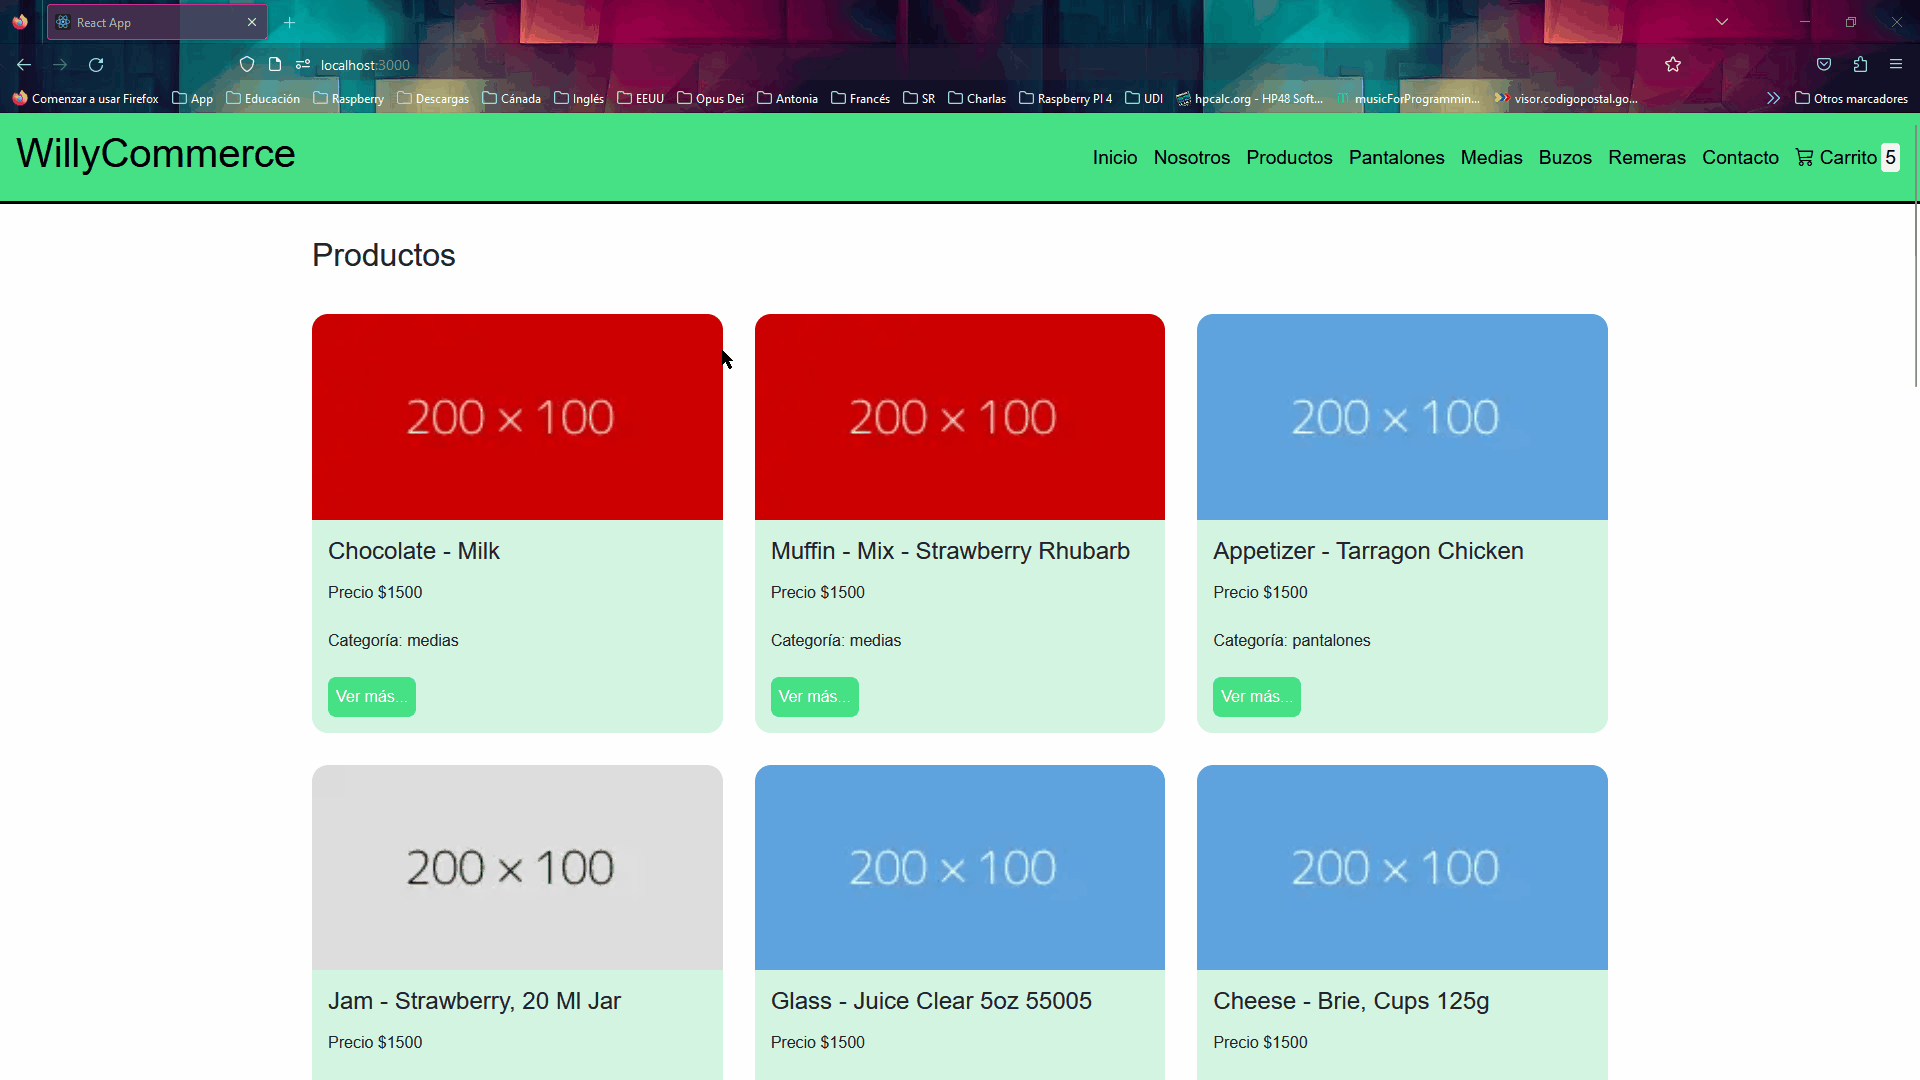 React App
localhost:3000
Comenzar a usar Firefox App Educación Raspberry Descargas Cánada Inglés EEUU Opus Dei Antonia Francés SR Charlas Raspberry PI 4 UDI hpcalc.org - HP48 Soft... musicForProgrammin... visor.codigopostal.go... Otros marcadores
WillyCommerce
Inicio Nosotros Productos Pantalones Medias Buzos Remeras Contacto Carrito 5
Productos
200 × 100 200 × 100 200 × 100
Chocolate - Milk Muffin - Mix - Strawberry Rhubarb Appetizer - Tarragon Chicken
Precio $1500 Precio $1500 Precio $1500
Categoría: medias Categoría: medias Categoría: pantalones
Ver más... Ver más... Ver más...
200 × 100 200 × 100 200 × 100
Jam - Strawberry, 20 Ml Jar Glass - Juice Clear 5oz 55005 Cheese - Brie, Cups 125g
Precio $1500 Precio $1500 Precio $1500